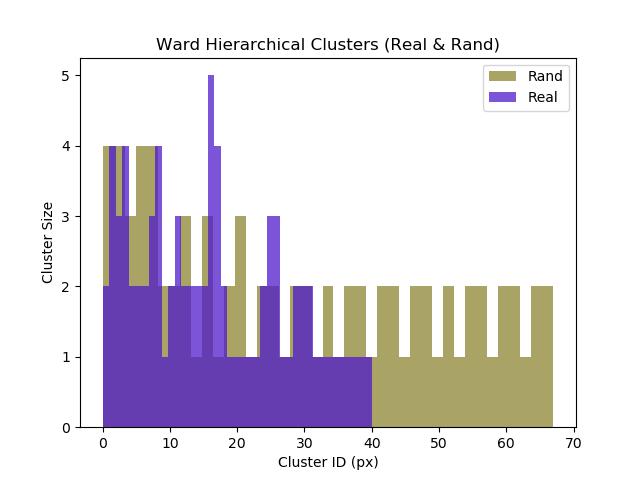 Ward Hierarchical Clusters (Real & Rand)
Rand
Real
Cluster Size
5
4
3
2
1
0
0 10 20 30 40 50 60 70
Cluster ID (px)